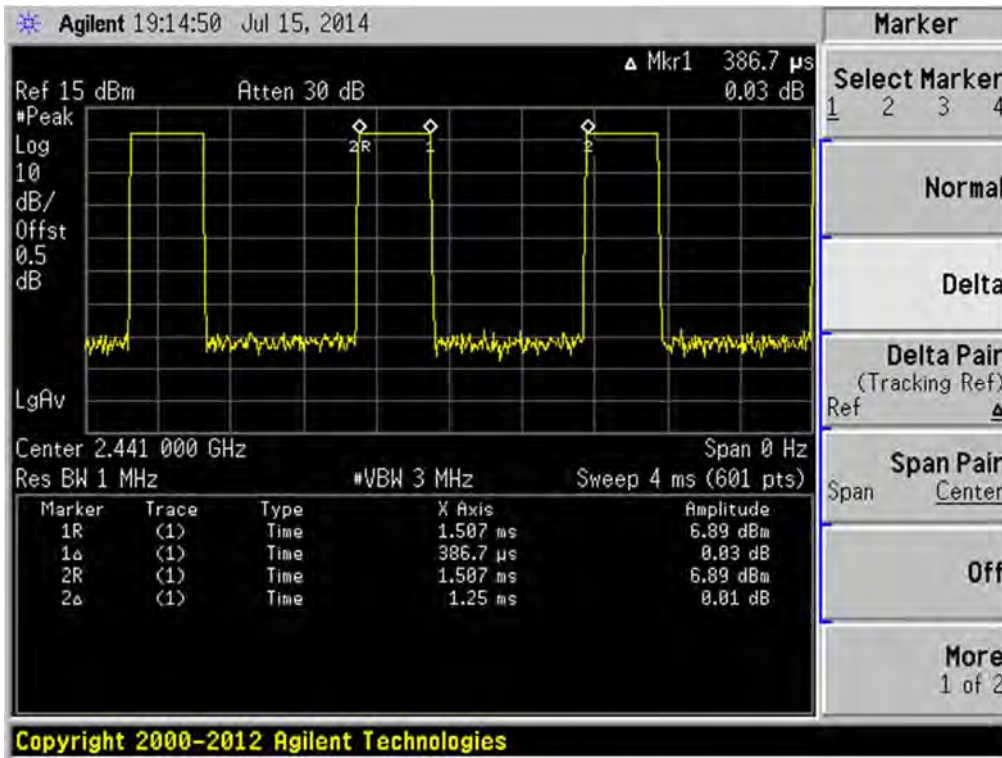 Agilent 19:14:50 Jul 15, 2014
Marker
Δ Mkr1 386.7 µs
Ref 15 dBm Atten 30 dB 0.03 dB
#Peak
Log
10
dB/
Offst
0.5
dB
LgAv
2R
1
2
Center 2.441 000 GHz Span 0 Hz
Res BW 1 MHz #VBW 3 MHz Sweep 4 ms (601 pts)
Marker Trace Type X Axis Amplitude
1R (1) Time 1.507 ms 6.89 dBm
1Δ (1) Time 386.7 µs 0.03 dB
2R (1) Time 1.507 ms 6.89 dBm
2Δ (1) Time 1.25 ms 0.01 dB
Select Marker
1 2 3 4
Normal
Delta
Delta Pair
(Tracking Ref)
Ref Δ
Span Pair
Span Center
Off
More
1 of 2
Copyright 2000-2012 Agilent Technologies